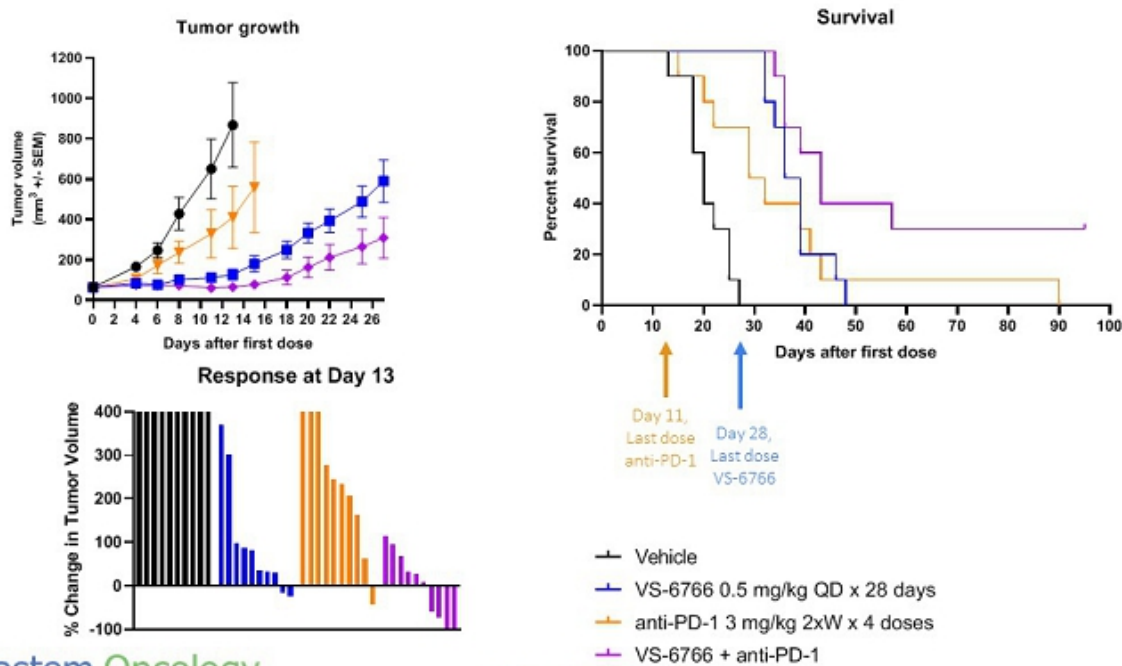 Tumor growth
1200
1000
800
600
400
200
0
Tumor volume
(mm³ +/- SEM)
0 2 4 6 8 10 12 14 16 18 20 22 24 26
Days after first dose
Survival
100
80
60
40
20
0
Percent survival
0 10 20 30 40 50 60 70 80 90 100
Days after first dose
Day 11,
Last dose
anti-PD-1
Day 28,
Last dose
VS-6766
Response at Day 13
400
300
200
100
0
-100
% Change in Tumor Volume
Vehicle
VS-6766 0.5 mg/kg QD x 28 days
anti-PD-1 3 mg/kg 2xW x 4 doses
VS-6766 + anti-PD-1